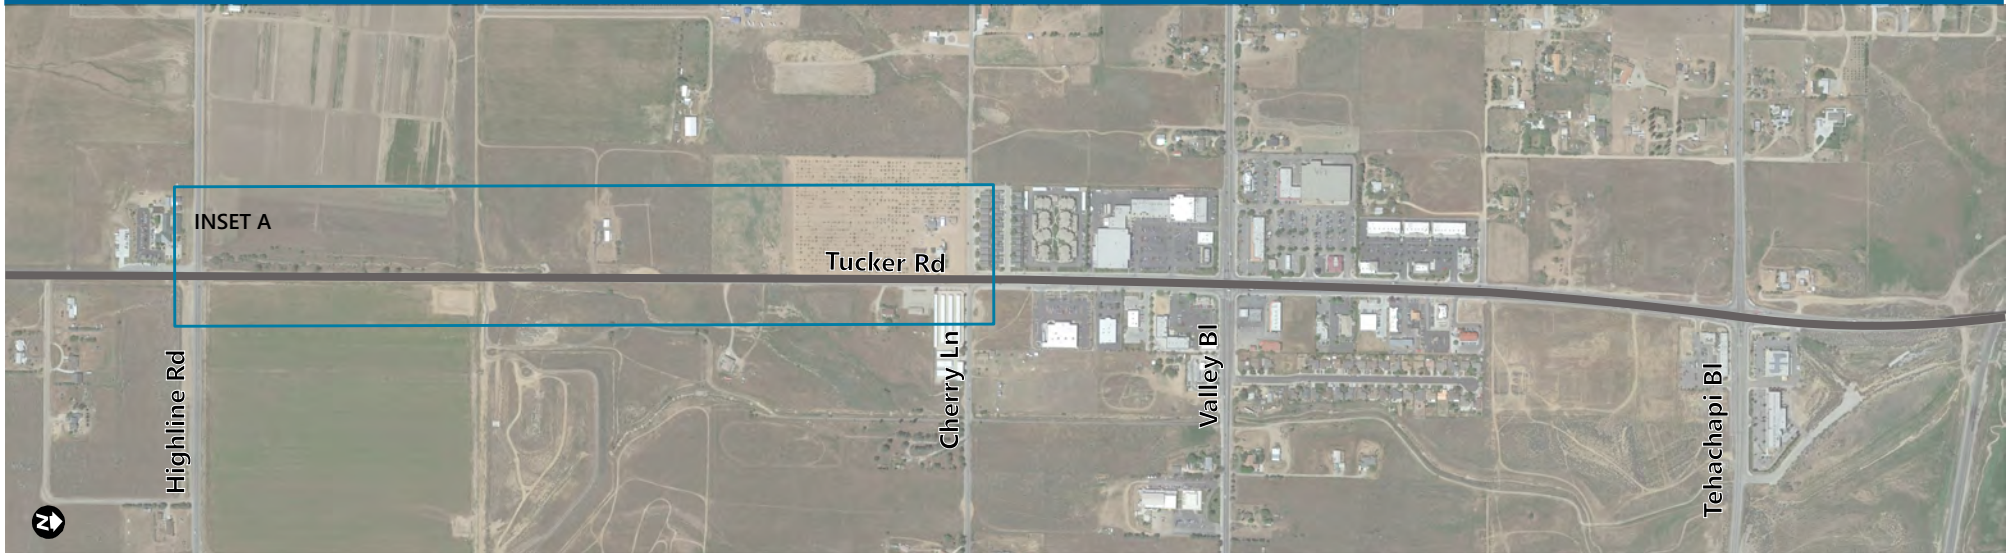 INSET A
Tucker Rd
Highline Rd
Cherry Ln
Valley Bl
Tehachapi Bl
N